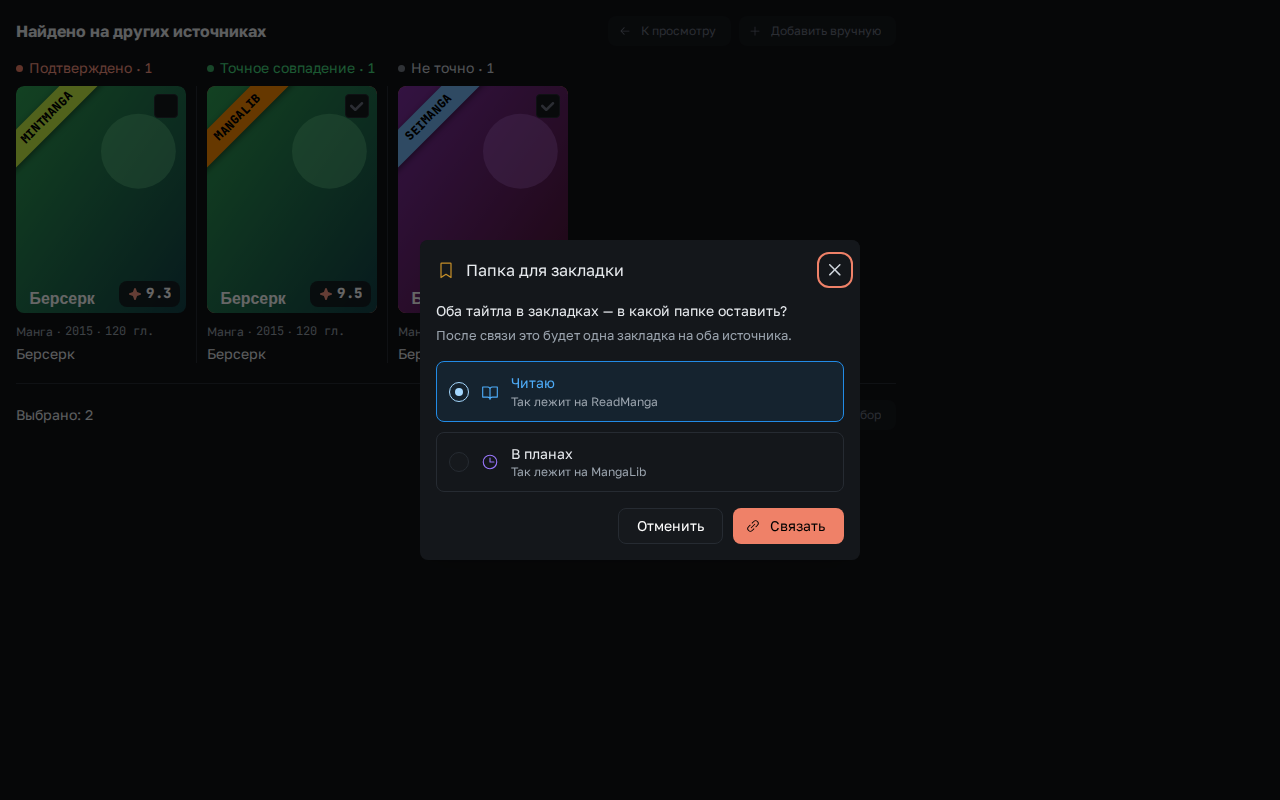 Найдено на других источниках
К просмотру
Добавить вручную
Подтверждено · 1
Точное совпадение · 1
Не точно · 1
MINTMANGA
MANGALIB
SEIMANGA
Берсерк
9.3
Берсерк
9.5
Манга · 2015 · 120 гл.
Манга · 2015 · 120 гл.
Берсерк
Берсерк
Выбрано: 2
Папка для закладки
Оба тайтла в закладках — в какой папке оставить?
После связи это будет одна закладка на оба источника.
Читаю
Так лежит на ReadManga
В планах
Так лежит на MangaLib
Отменить
Связать